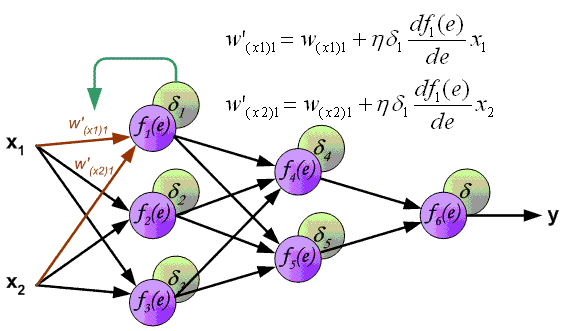 w'(x1)1 = w(x1)1 + ηδ1 df1(e)/de x1
w'(x2)1 = w(x2)1 + ηδ1 df1(e)/de x2
δ1
w'(x1)1
f1(e)
x1
w'(x2)1
δ4
f4(e)
δ2
f2(e)
δ
f6(e)
y
δ5
f5(e)
x2
δ3
f3(e)